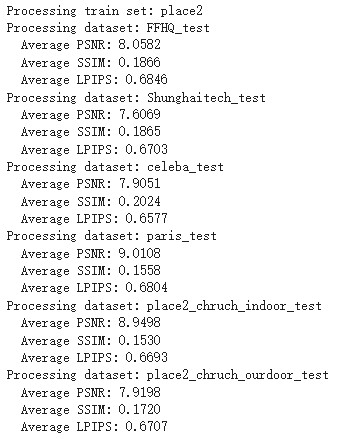 Processing train set: place2
Processing dataset: FFHQ_test
Average PSNR: 8.0582
Average SSIM: 0.1866
Average LPIPS: 0.6846
Processing dataset: Shunghaitech_test
Average PSNR: 7.6069
Average SSIM: 0.1865
Average LPIPS: 0.6703
Processing dataset: celeba_test
Average PSNR: 7.9051
Average SSIM: 0.2024
Average LPIPS: 0.6577
Processing dataset: paris_test
Average PSNR: 9.0108
Average SSIM: 0.1558
Average LPIPS: 0.6804
Processing dataset: place2_chruch_indoor_test
Average PSNR: 8.9498
Average SSIM: 0.1530
Average LPIPS: 0.6693
Processing dataset: place2_chruch_ourdoor_test
Average PSNR: 7.9198
Average SSIM: 0.1720
Average LPIPS: 0.6707